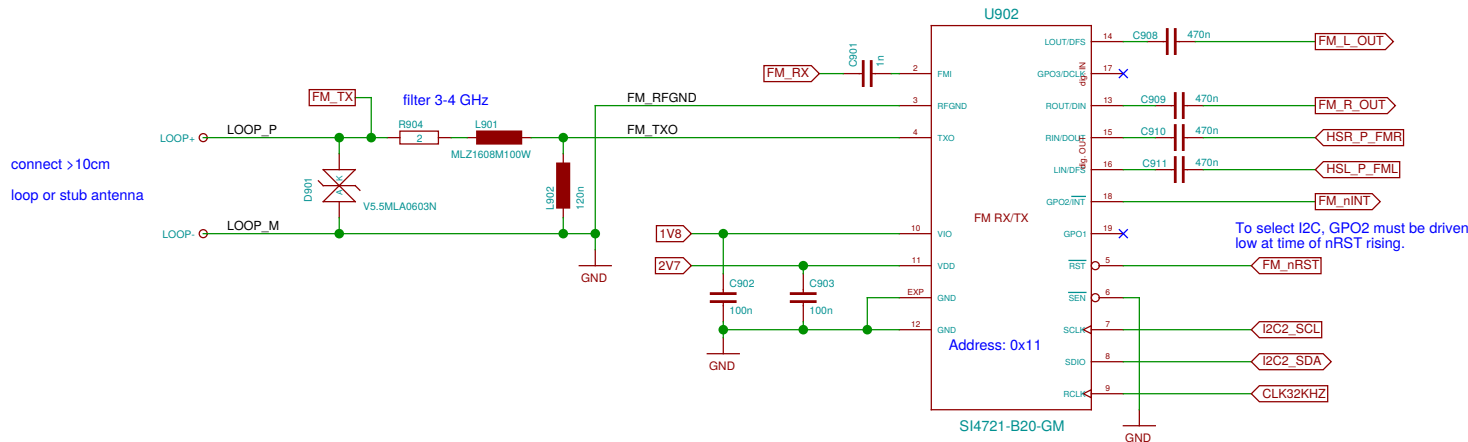 U902
LOUT/DFS
14
C908
470n
FM_L_OUT
FM_RX
C901
1n
2
FMI
GPO3/DCLK
17
dig. IN
FM_TX
filter 3-4 GHz
FM_RFGND
3
RFGND
ROUT/DIN
13
C909
470n
FM_R_OUT
LOOP+
LOOP_P
R904
2
L901
MLZ1608M100W
FM_TXO
4
TXO
RIN/DOUT
15
C910
470n
HSR_P_FMR
dig. OUT
connect >10cm
loop or stub antenna
D901
A
K
V5.5MLA0603N
L902
120n
LIN/DFS
16
C911
470n
HSL_P_FML
FM RX/TX
GPO2/INT
18
FM_nINT
LOOP-
LOOP_M
GND
1V8
10
VIO
GPO1
19
To select I2C, GPO2 must be driven
low at time of nRST rising.
2V7
11
VDD
RST
5
FM_nRST
C902
100n
C903
100n
EXP
GND
SEN
6
12
GND
Address: 0x11
SCLK
7
I2C2_SCL
GND
SDIO
8
I2C2_SDA
RCLK
9
CLK32KHZ
SI4721-B20-GM
GND